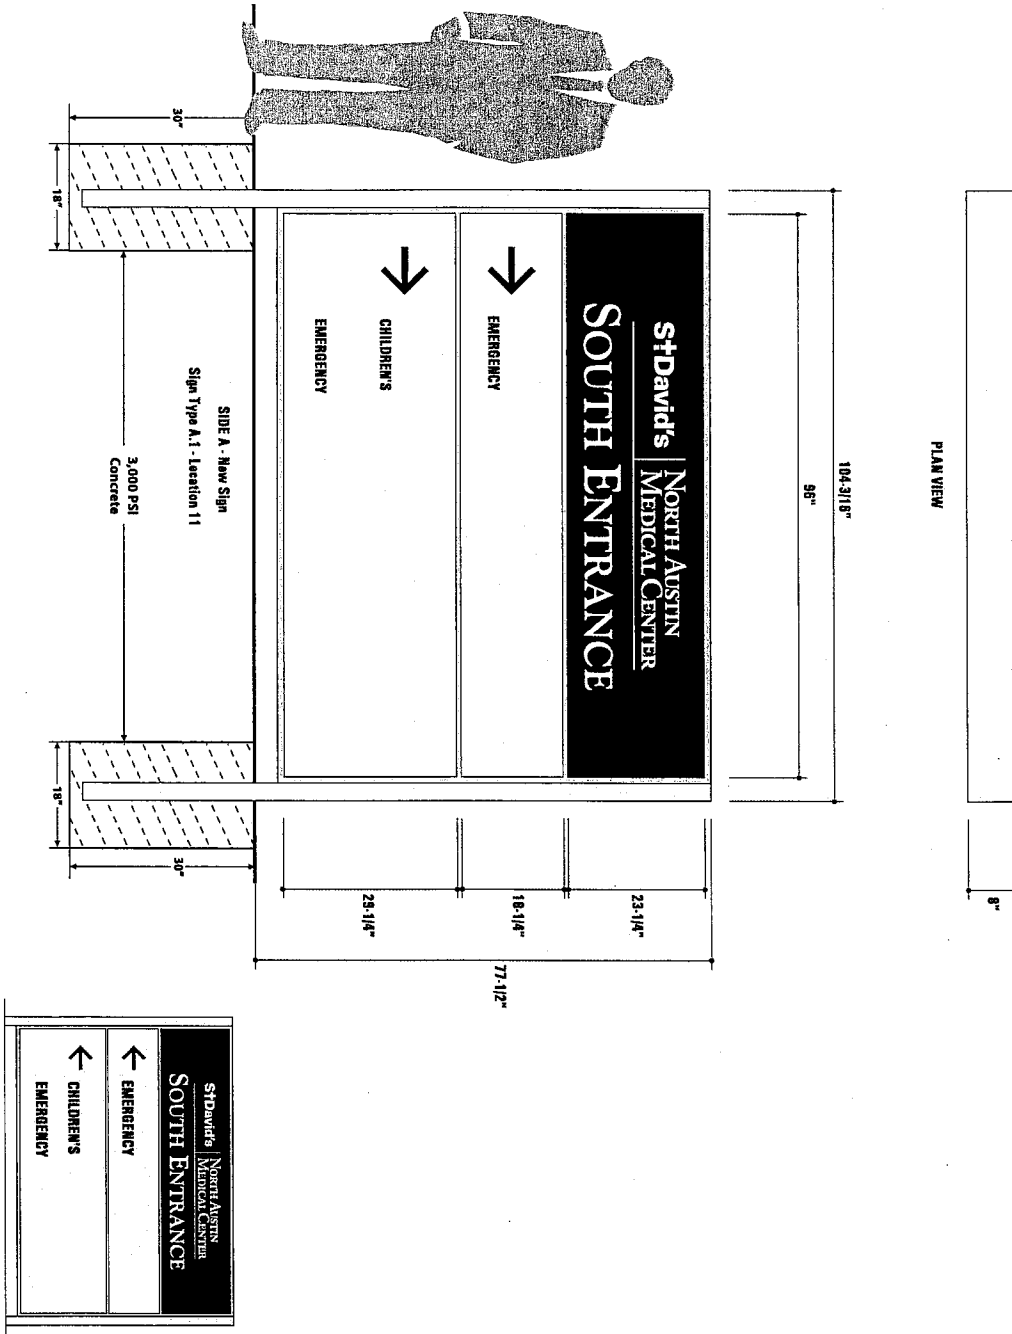 PLAN VIEW
8"
104-3/16"
96"
S†David's
NORTH AUSTIN
MEDICAL CENTER
SOUTH ENTRANCE
EMERGENCY
CHILDREN'S
EMERGENCY
23-1/4"
18-1/4"
29-1/4"
77-1/2"
30"
18"
SIDE A - New Sign
Sign Type A.1 - Location 11
3,000 PSI
Concrete
18"
30"
S†David's
NORTH AUSTIN
MEDICAL CENTER
SOUTH ENTRANCE
EMERGENCY
CHILDREN'S
EMERGENCY